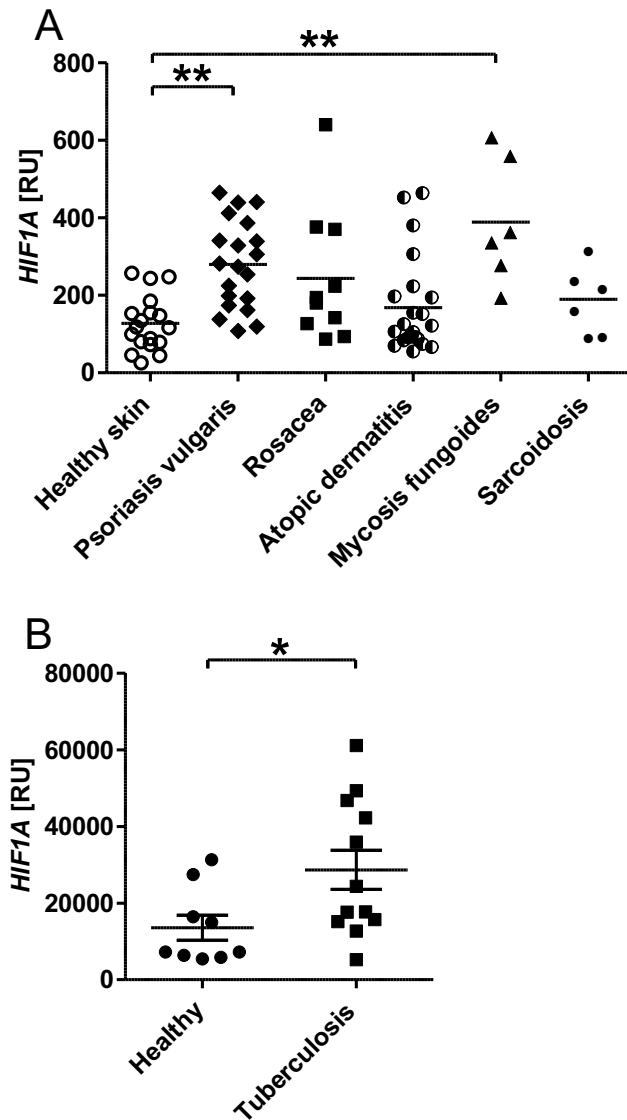 A
**
**
800
600
400
200
0
HIF1A [RU]
Healthy skin
Psoriasis vulgaris
Rosacea
Atopic dermatitis
Mycosis fungoides
Sarcoidosis
B
*
80000
60000
40000
20000
0
HIF1A [RU]
Healthy
Tuberculosis